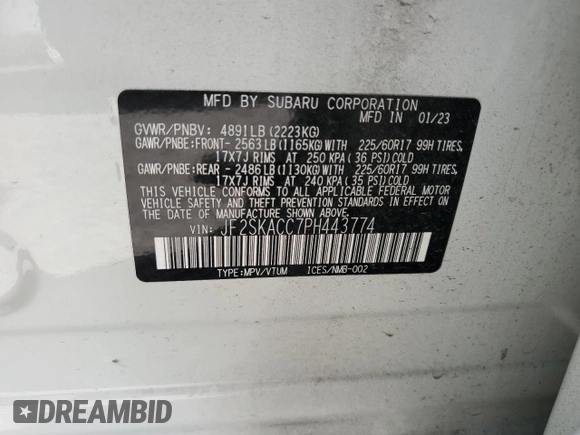 MFD BY SUBARU CORPORATION
MFD IN 01/23
GVWR/PNBV: 4891LB(2223KG)
GAWR/PNBE:FRONT-2563LB(1165KG)WITH 225/60R17 99H TIRES,
17X7J RIMS AT 250 KPA(36 PSI)COLD
GAWR/PNBE:REAR -2486LB(1130KG)WITH 225/60R17 99H TIRES,
17X7J RIMS AT 240 KPA(35 PSI)COLD
THIS VEHICLE CONFORMS TO ALL APPLICABLE FEDERAL MOTOR
VEHICLE SAFETY, BUMPER, AND THEFT PREVENTION STANDARDS IN EFFECT
ON THE DATE OF MANUFACTURE SHOWN ABOVE.
VIN: JF2SKACC7PH443774
TYPE:MPV/VTUM ICES/NMB-002
DREAMBID